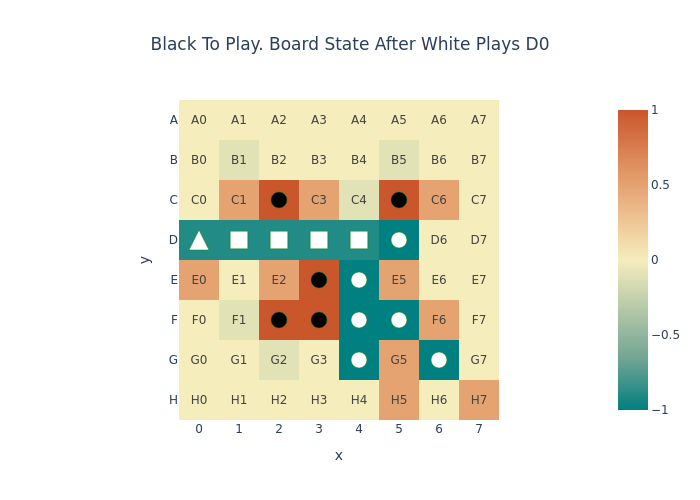 Black To Play. Board State After White Plays D0
A A0 A1 A2 A3 A4 A5 A6 A7
B B0 B1 B2 B3 B4 B5 B6 B7
C C0 C1 C3 C4 C6 C7
D D6 D7
E E0 E1 E2 E5 E6 E7
F F0 F1 F6 F7
G G0 G1 G2 G3 G5 G7
H H0 H1 H2 H3 H4 H5 H6 H7
0 1 2 3 4 5 6 7
x
y
1
0.5
0
−0.5
−1